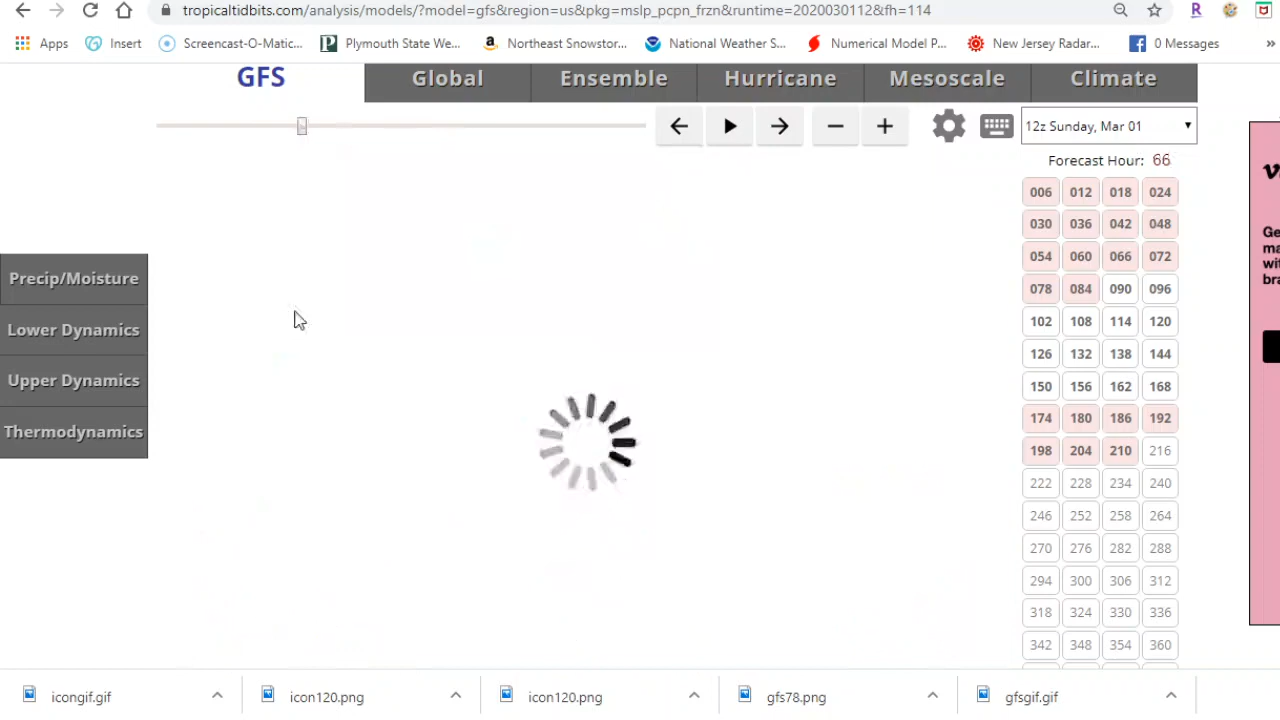 tropicaltidbits.com/analysis/models/?model=gfs&region=us&pkg=mslp_pcpn_frzn&runtime=2020030112&fh=114
Apps Insert Screencast-O-Matic... Plymouth State We... Northeast Snowstor... National Weather S... Numerical Model P... New Jersey Radar... 0 Messages »
GFS Global Ensemble Hurricane Mesoscale Climate
12z Sunday, Mar 01
Forecast Hour: 66
006 012 018 024
030 036 042 048
054 060 066 072
078 084 090 096
102 108 114 120
126 132 138 144
150 156 162 168
174 180 186 192
198 204 210 216
222 228 234 240
246 252 258 264
270 276 282 288
294 300 306 312
318 324 330 336
342 348 354 360
Precip/Moisture
Lower Dynamics
Upper Dynamics
Thermodynamics
icongif.gif icon120.png icon120.png gfs78.png gfsgif.gif